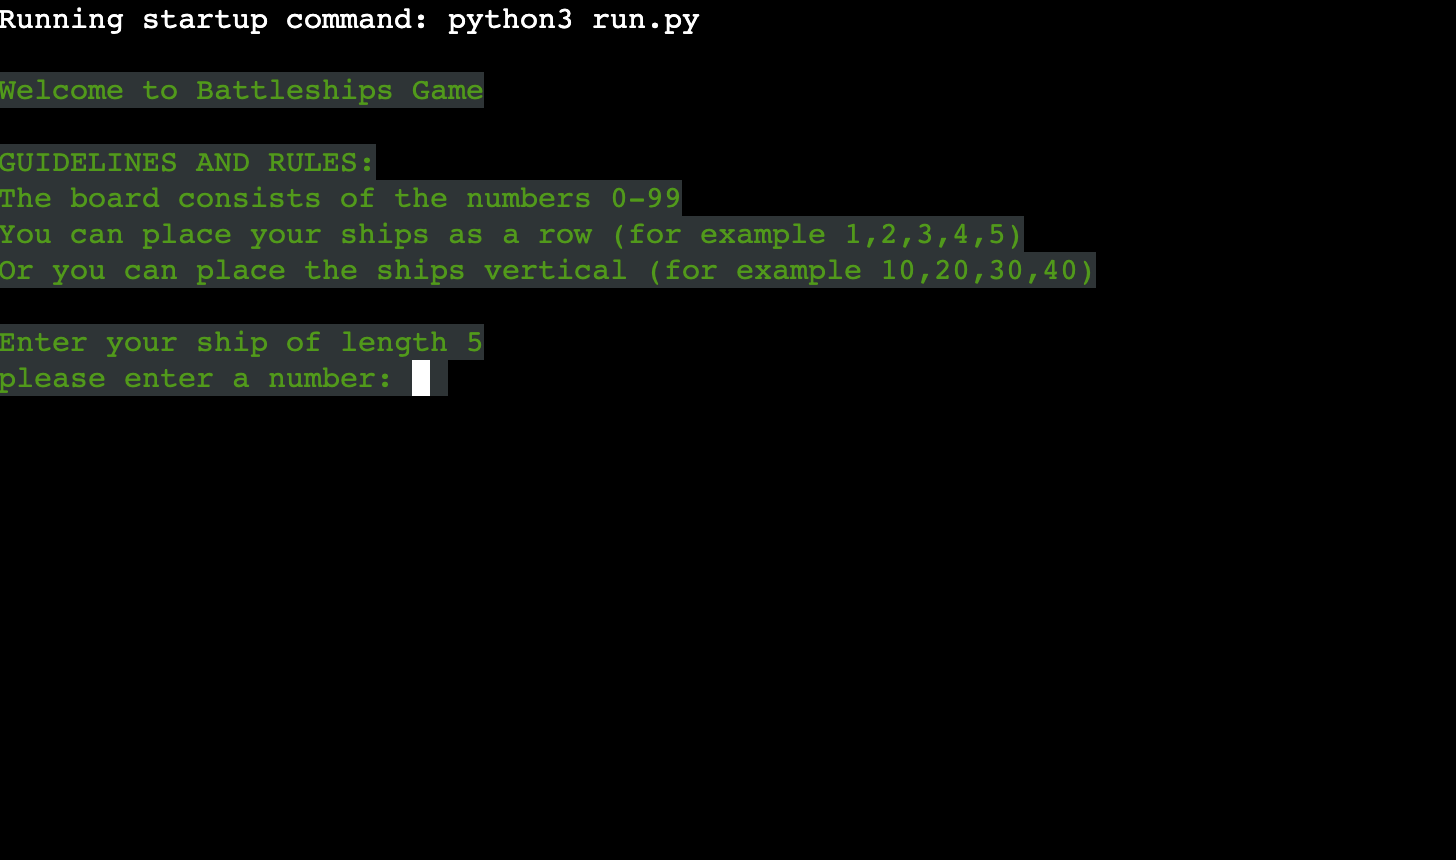 Running startup command: python3 run.py
Welcome to Battleships Game
GUIDELINES AND RULES:
The board consists of the numbers 0-99
You can place your ships as a row (for example 1,2,3,4,5)
Or you can place the ships vertical (for example 10,20,30,40)
Enter your ship of length 5
please enter a number: